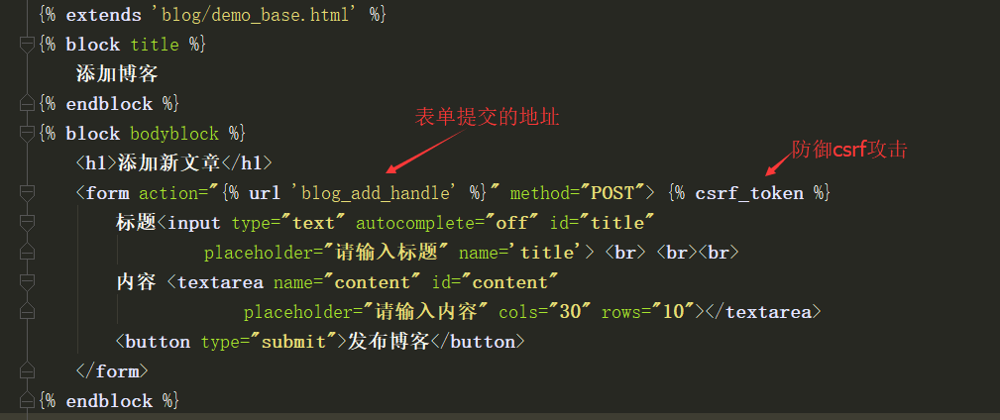 {% extends 'blog/demo_base.html' %}
{% block title %}
添加博客
{% endblock %}
表单提交的地址
{% block bodyblock %}
防御csrf攻击
<h1>添加新文章</h1>
<form action="{% url 'blog_add_handle' %}" method="POST"> {% csrf_token %}
标题<input type="text" autocomplete="off" id="title"
placeholder="请输入标题" name='title'> <br> <br><br>
内容 <textarea name="content" id="content"
placeholder="请输入内容" cols="30" rows="10"></textarea>
<button type="submit">发布博客</button>
</form>
{% endblock %}